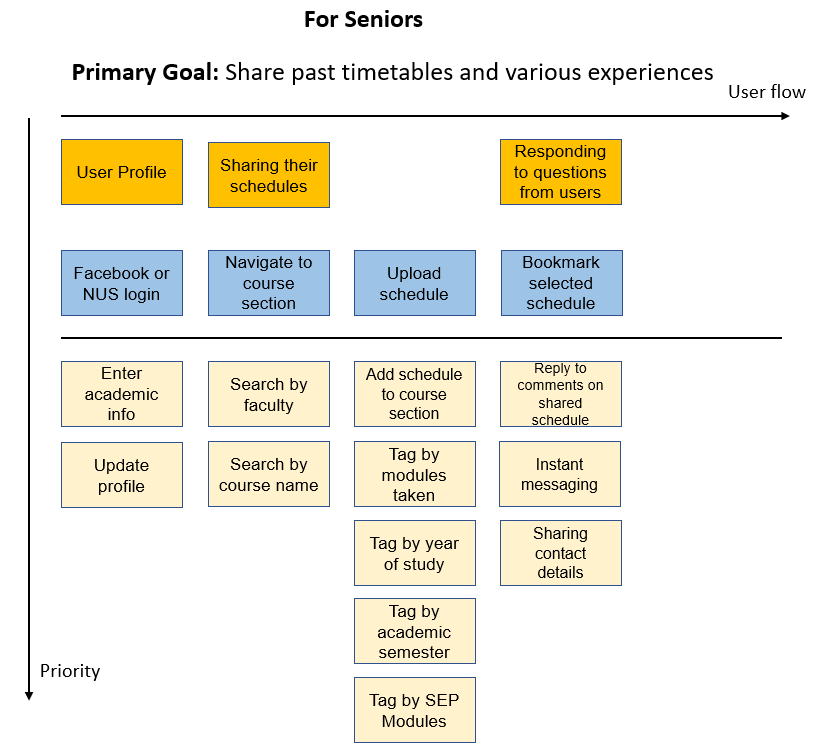 For Seniors
Primary Goal: Share past timetables and various experiences
User flow
User Profile
Sharing their
schedules
Responding
to questions
from users
Facebook or
NUS login
Navigate to
course
section
Upload
schedule
Bookmark
selected
schedule
Enter
academic
info
Search by
faculty
Add schedule
to course
section
Reply to
comments on
shared
schedule
Update
profile
Search by
course name
Tag by
modules
taken
Instant
messaging
Tag by year
of study
Sharing
contact
details
Tag by
academic
semester
Priority
Tag by SEP
Modules